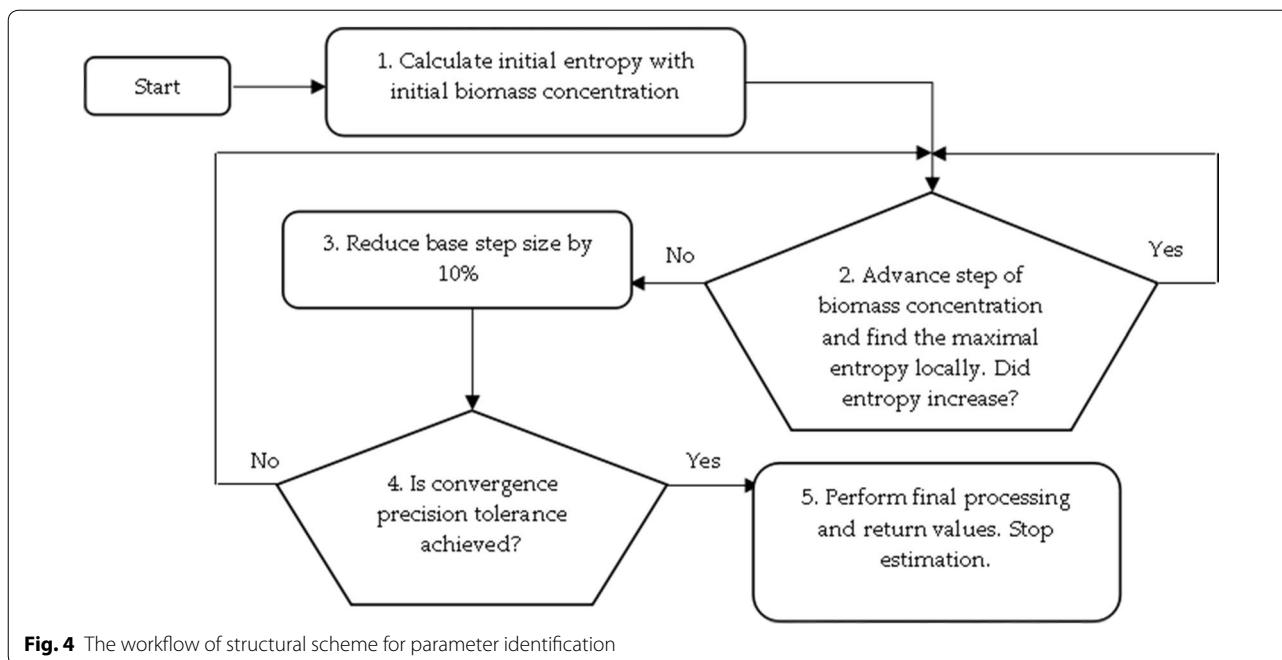 Start
1. Calculate initial entropy with
initial biomass concentration
3. Reduce base step size by
10%
No
Yes
2. Advance step of
biomass concentration
and find the maximal
entropy locally. Did
entropy increase?
No
Yes
4. Is convergence
precision tolerance
achieved?
5. Perform final processing
and return values. Stop
estimation.
Fig. 4 The workflow of structural scheme for parameter identification